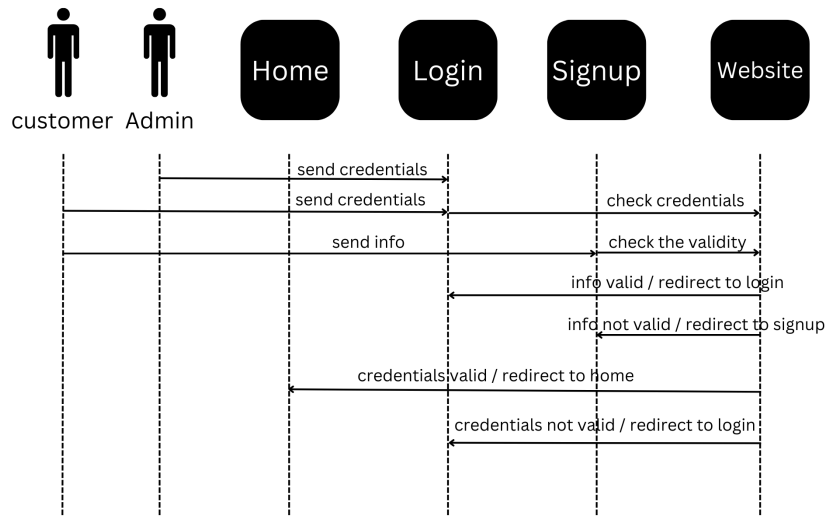 Home
Login
Signup
Website
customer
Admin
send credentials
send credentials
check credentials
send info
check the validity
info valid / redirect to login
info not valid / redirect to signup
credentials valid / redirect to home
credentials not valid / redirect to login